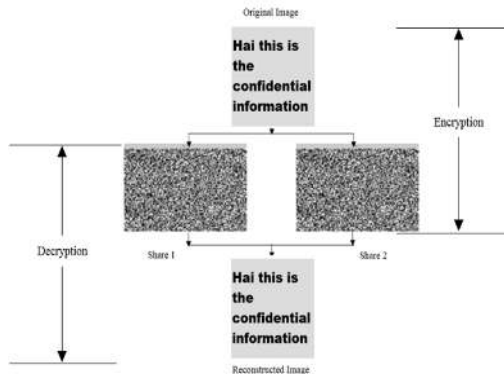 Original Image
Hai this is
the
confidential
information
Encryption
Decryption
Share 1
Share 2
Hai this is
the
confidential
information
Reconstructed Image